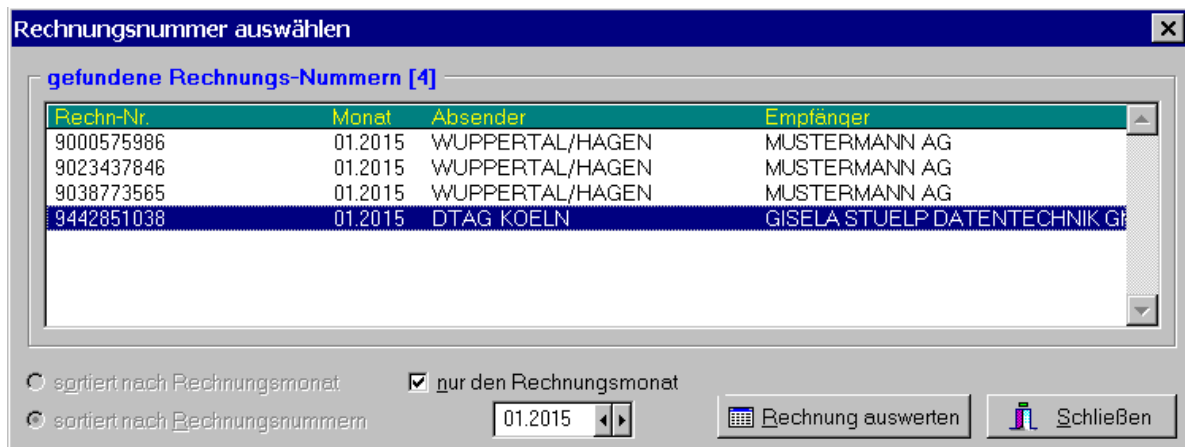 Rechnungsnummer auswählen
gefundene Rechnungs-Nummern [4]
Rechn-Nr. Monat Absender Empfänger
9000575986 01.2015 WUPPERTAL/HAGEN MUSTERMANN AG
9023437846 01.2015 WUPPERTAL/HAGEN MUSTERMANN AG
9038773565 01.2015 WUPPERTAL/HAGEN MUSTERMANN AG
9442851038 01.2015 DTAG KOELN GISELA STUELP DATENTECHNIK
sortiert nach Rechnungsmonat nur den Rechnungsmonat
sortiert nach Rechnungsnummern 01.2015 Rechnung auswerten Schließen